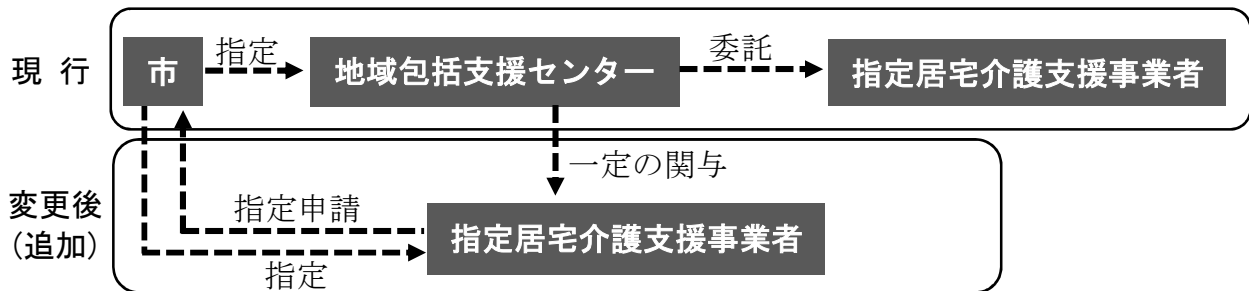 現 行
市
指定
地域包括支援センター
委託
指定居宅介護支援事業者
一定の関与
変更後
(追加)
指定申請
指定居宅介護支援事業者
指定